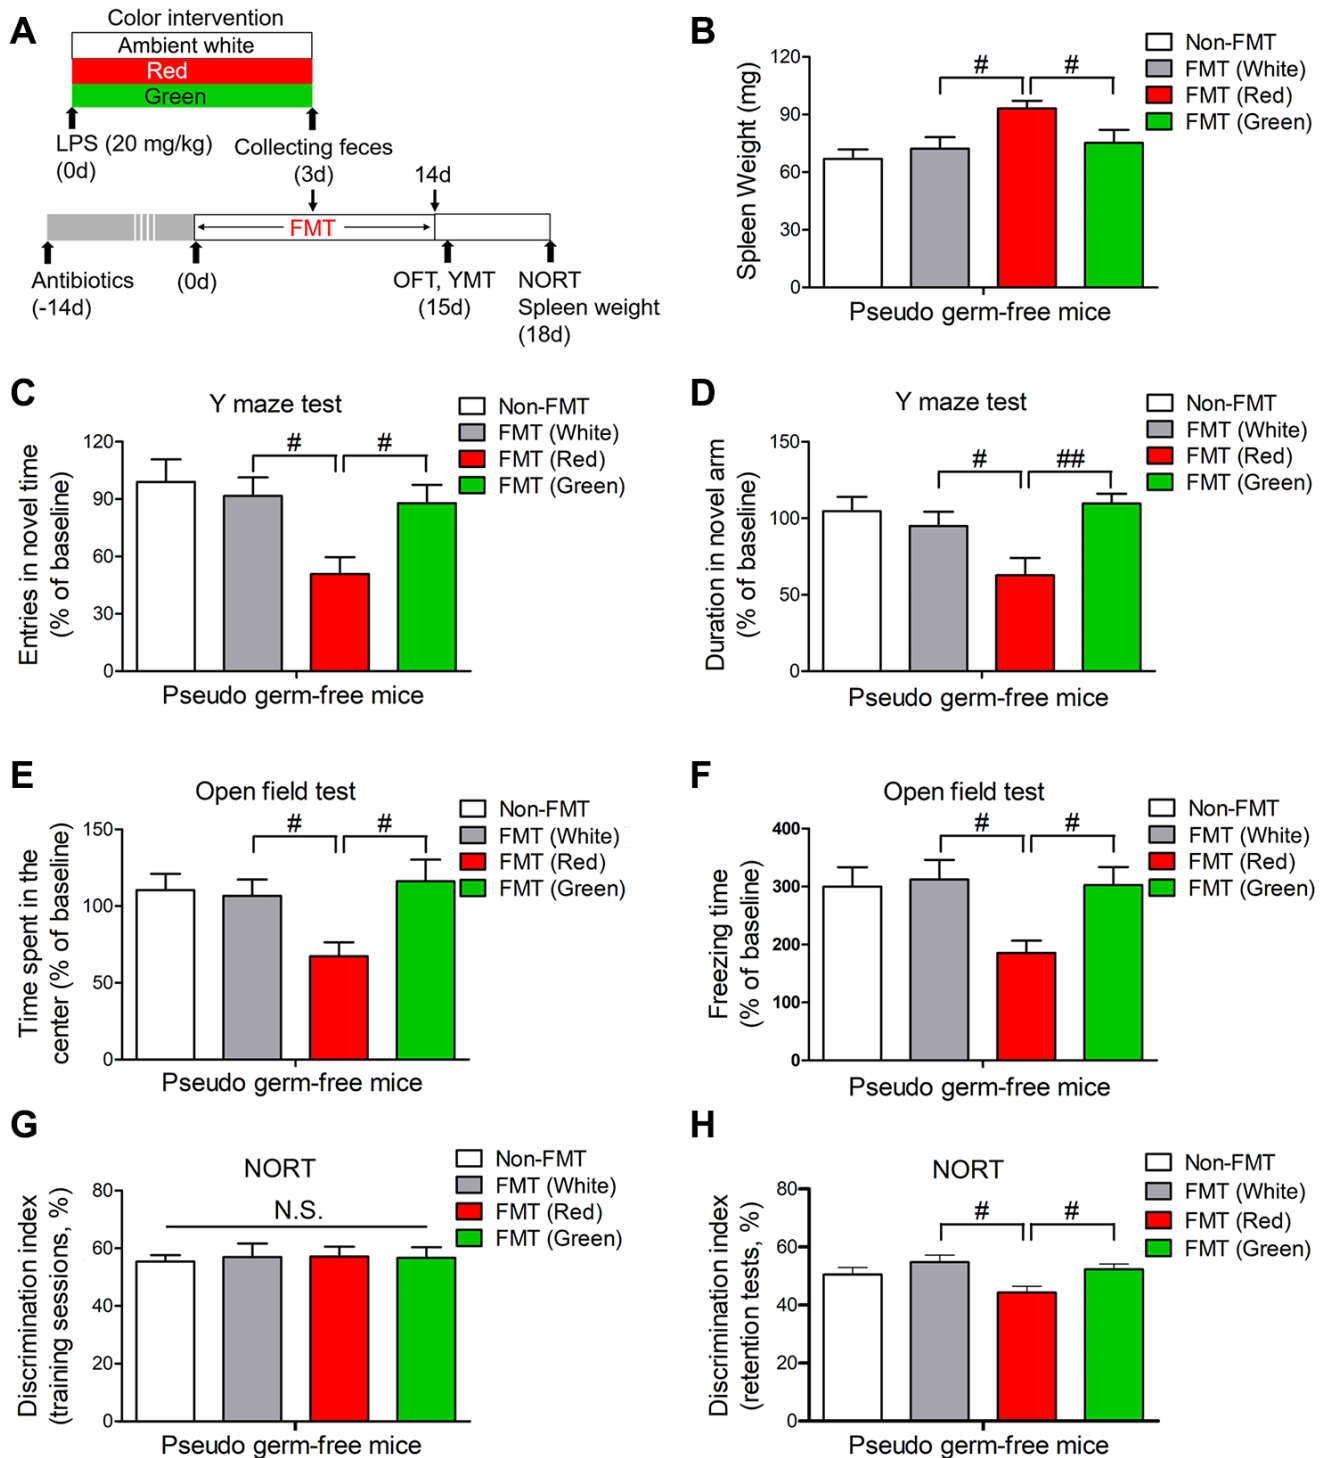 A
Color intervention
Ambient white
Red
Green
LPS (20 mg/kg)
(0d)
Collecting feces
(3d)
14d
FMT
Antibiotics
(-14d)
(0d)
OFT, YMT
(15d)
NORT
Spleen weight
(18d)
B
Non-FMT
FMT (White)
FMT (Red)
FMT (Green)
Spleen Weight (mg)
120
90
60
30
0
# #
Pseudo germ-free mice
C
Y maze test
Non-FMT
FMT (White)
FMT (Red)
FMT (Green)
Entries in novel time
(% of baseline)
120
90
60
30
0
# #
Pseudo germ-free mice
D
Y maze test
Non-FMT
FMT (White)
FMT (Red)
FMT (Green)
Duration in novel arm
(% of baseline)
150
100
50
0
# ##
Pseudo germ-free mice
E
Open field test
Non-FMT
FMT (White)
FMT (Red)
FMT (Green)
Time spent in the
center (% of baseline)
150
100
50
0
# #
Pseudo germ-free mice
F
Open field test
Non-FMT
FMT (White)
FMT (Red)
FMT (Green)
Freezing time
(% of baseline)
400
300
200
100
0
# #
Pseudo germ-free mice
G
NORT
Non-FMT
FMT (White)
FMT (Red)
FMT (Green)
Discrimination index
(training sessions, %)
80
60
40
20
0
N.S.
Pseudo germ-free mice
H
NORT
Non-FMT
FMT (White)
FMT (Red)
FMT (Green)
Discrimination index
(retention tests, %)
80
60
40
20
0
# #
Pseudo germ-free mice